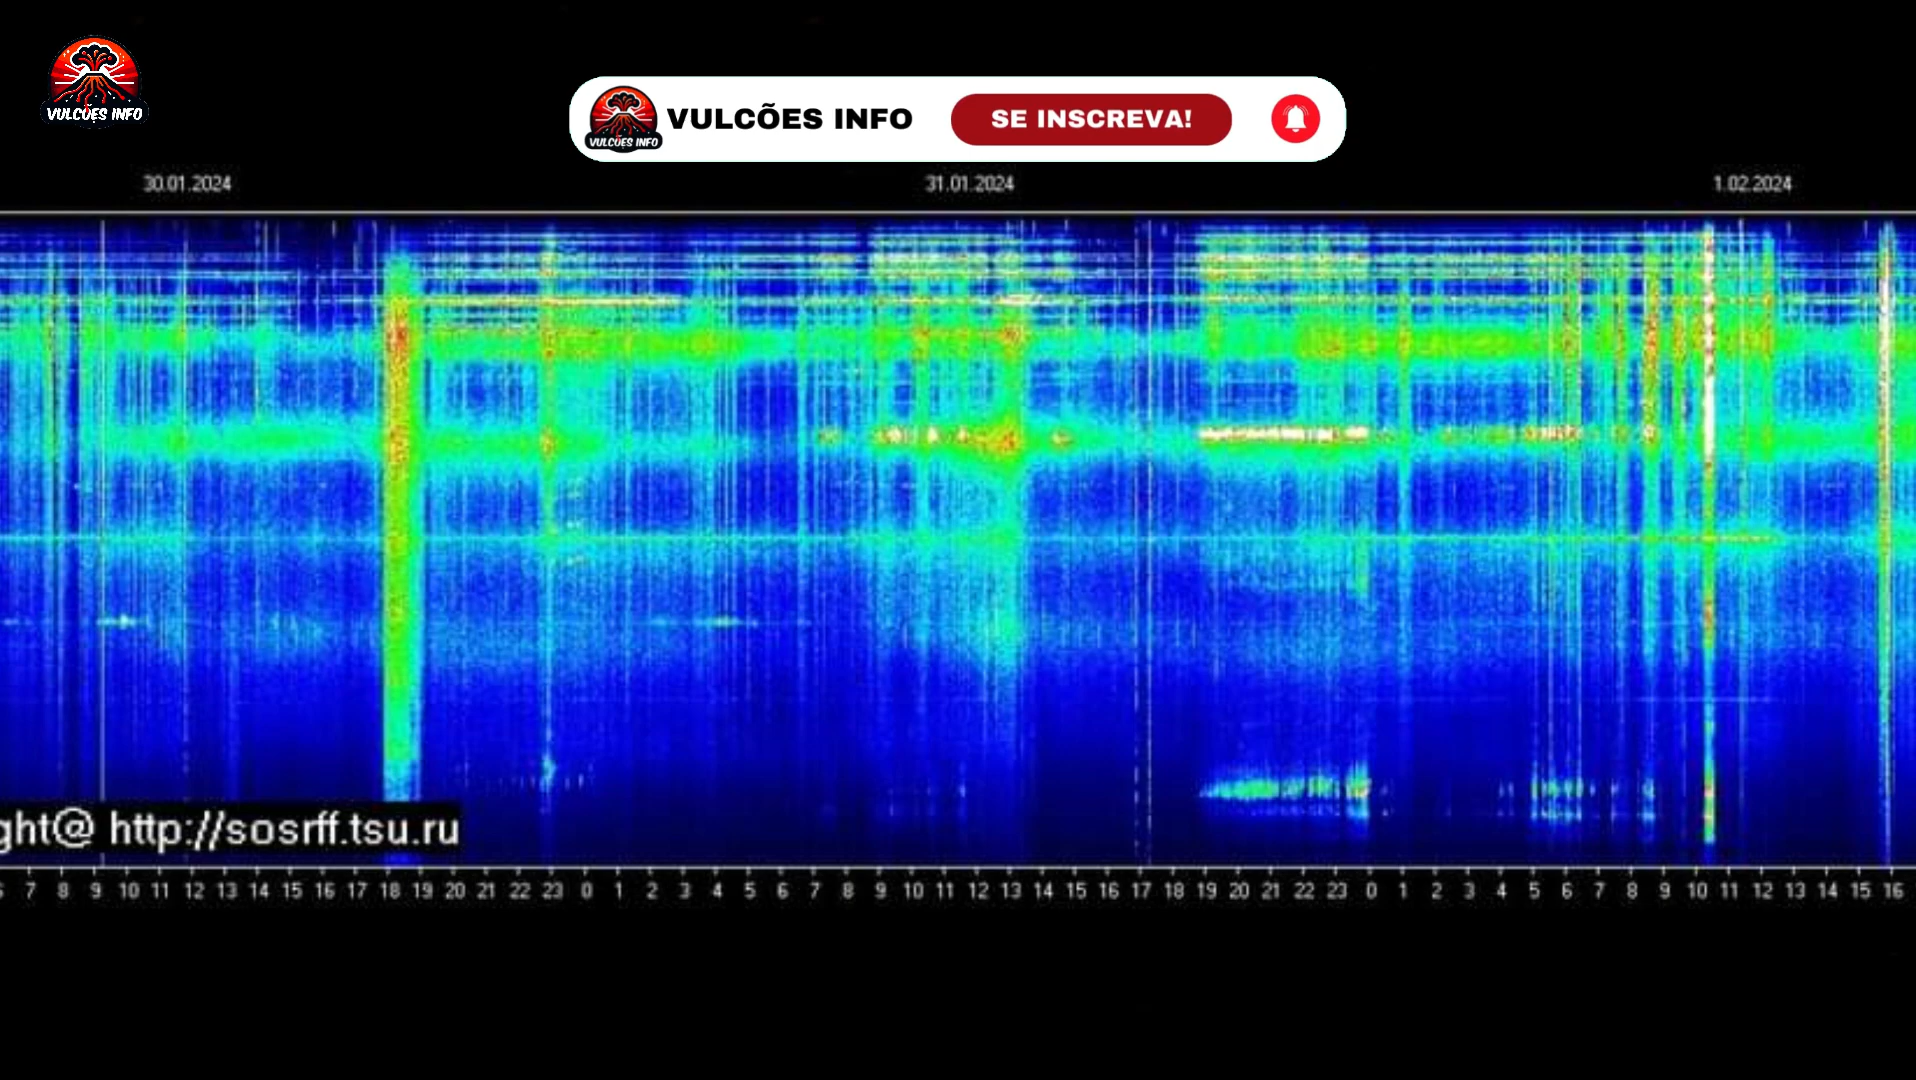 VULCÕES INFO
VULCÕES INFO
VULCÕES INFO
SE INSCREVA!
30.01.2024
31.01.2024
1.02.2024
ght@ http://sosrff.tsu.ru
7 8 9 10 11 12 13 14 15 16 17 18 19 20 21 22 23 0 1 2 3 4 5 6 7 8 9 10 11 12 13 14 15 16 17 18 19 20 21 22 23 0 1 2 3 4 5 6 7 8 9 10 11 12 13 14 15 16